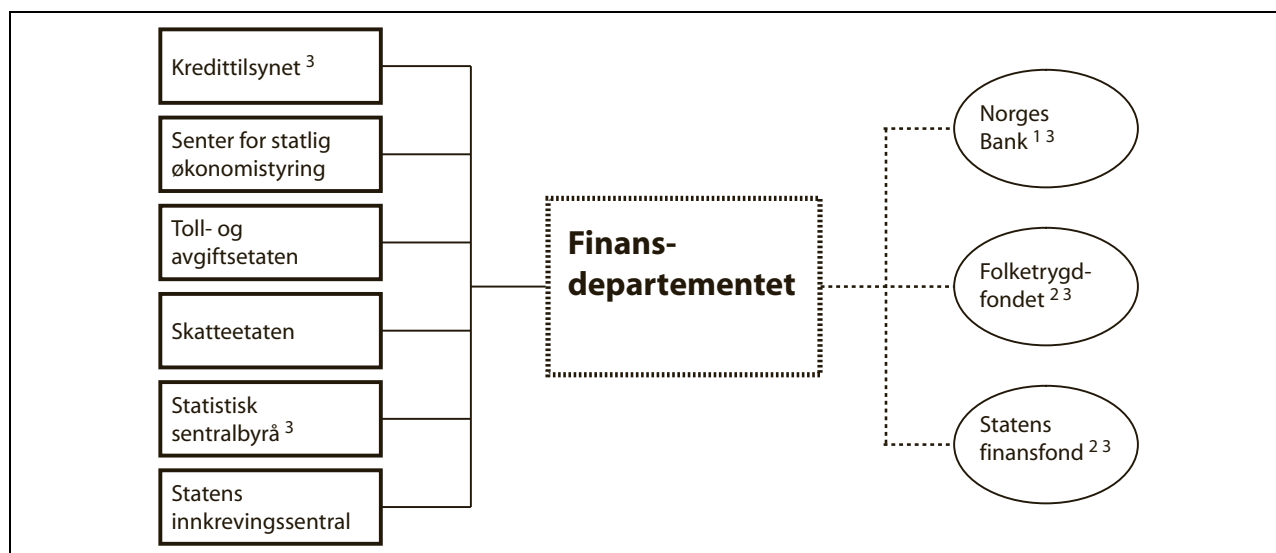 Kredittilsynet ³
Senter for statlig
økonomistyring
Toll- og
avgiftsetaten
Skatteetaten
Statistisk
sentralbyrå ³
Statens
innkrevingssentral
Finans-
departementet
Norges
Bank ¹ ³
Folketrygd-
fondet ² ³
Statens
finansfond ² ³